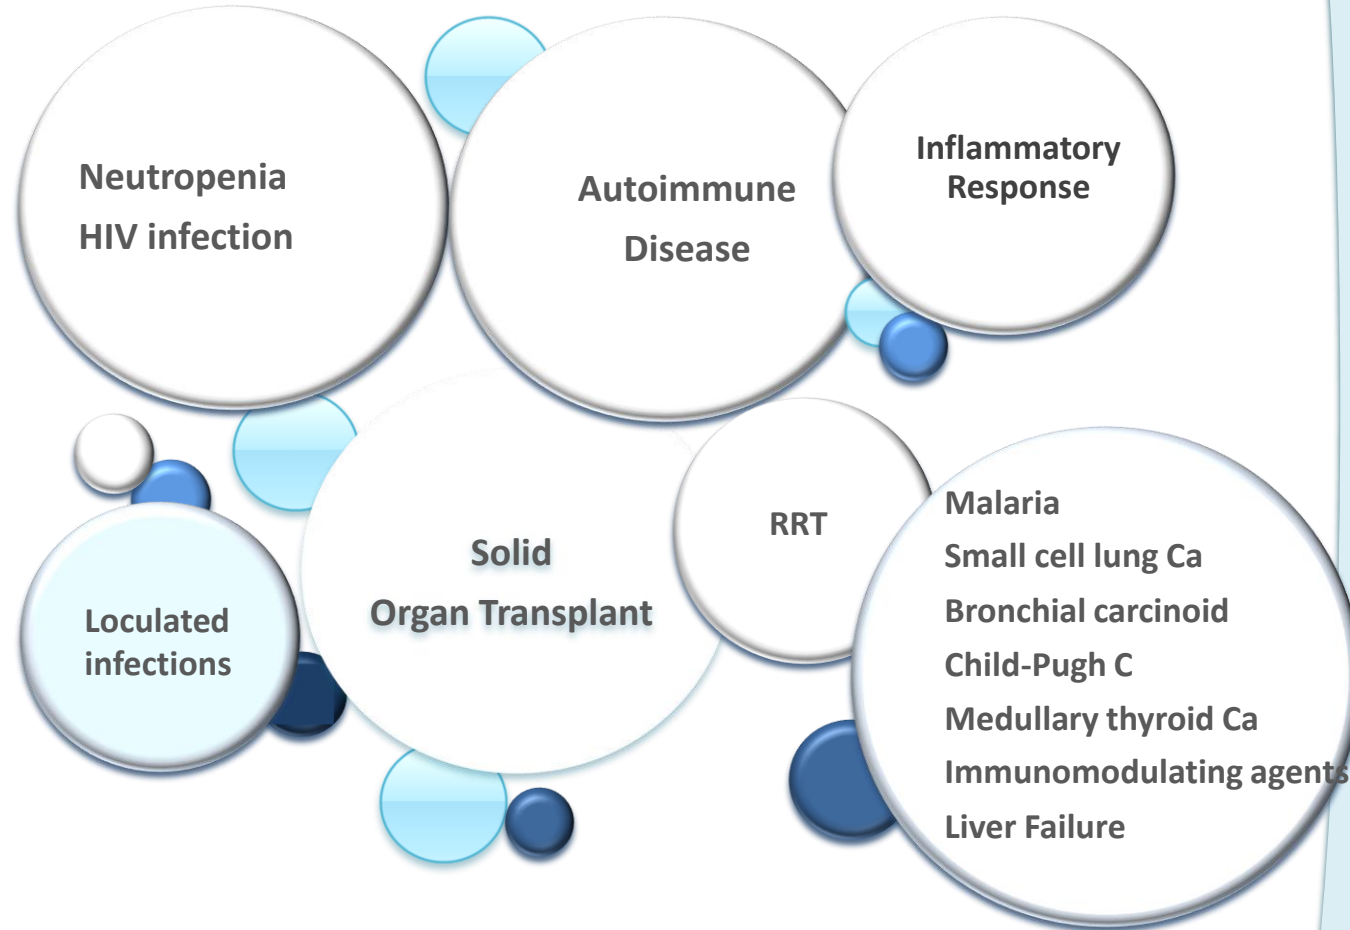 Neutropenia
HIV infection
Autoimmune
Disease
Inflammatory
Response
Loculated
infections
Solid
Organ Transplant
RRT
Malaria
Small cell lung Ca
Bronchial carcinoid
Child-Pugh C
Medullary thyroid Ca
Immunomodulating agents
Liver Failure